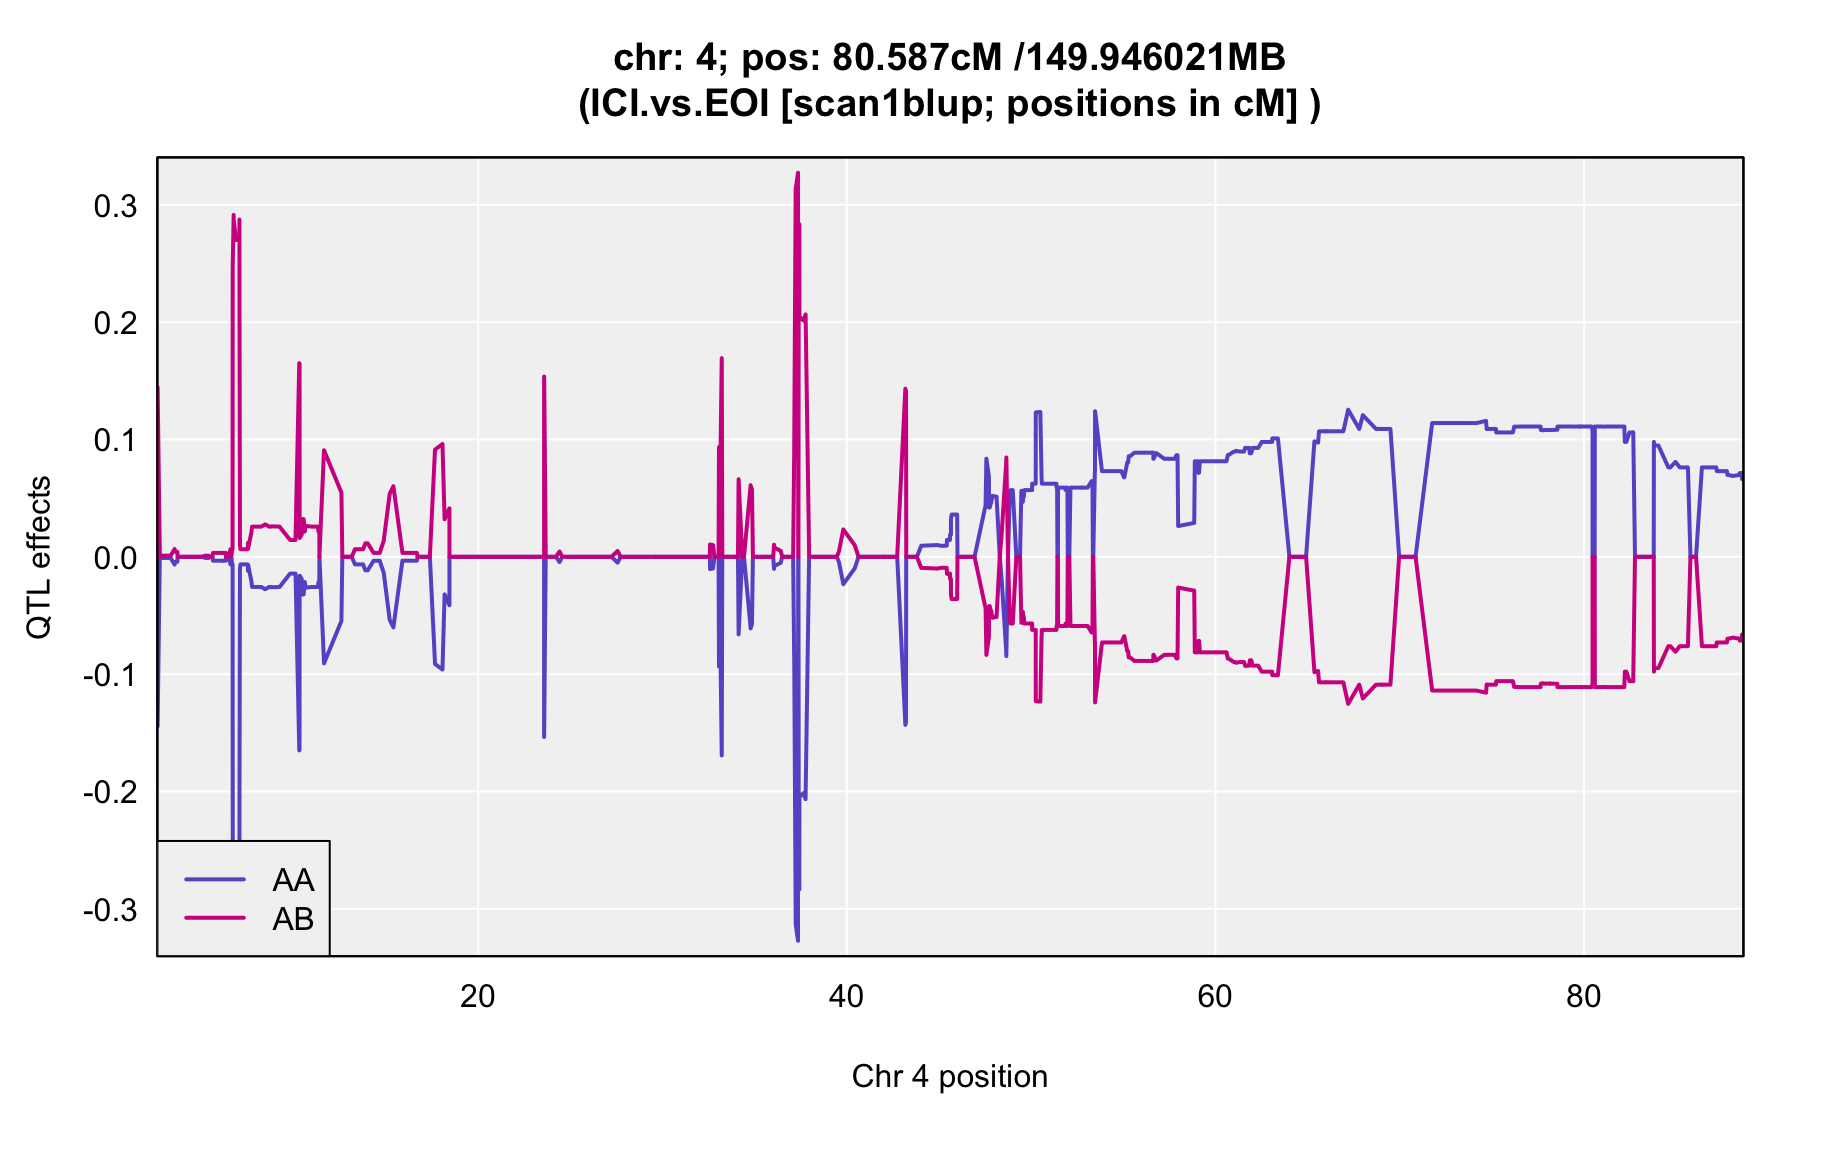 chr: 4; pos: 80.587cM /149.946021MB
(ICI.vs.EOI [scan1blup; positions in cM] )
QTL effects
0.3
0.2
0.1
0.0
-0.1
-0.2
-0.3
AA
AB
20 40 60 80
Chr 4 position